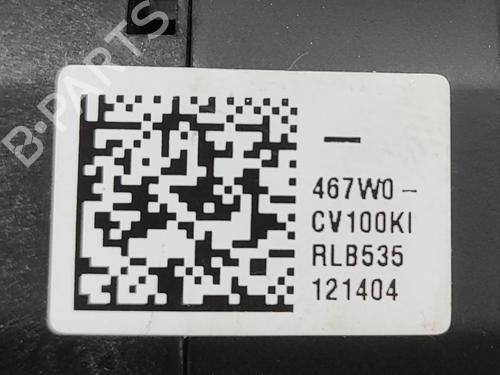 B-PARTS
—
467W0-
CV100KI
RLB535
121404